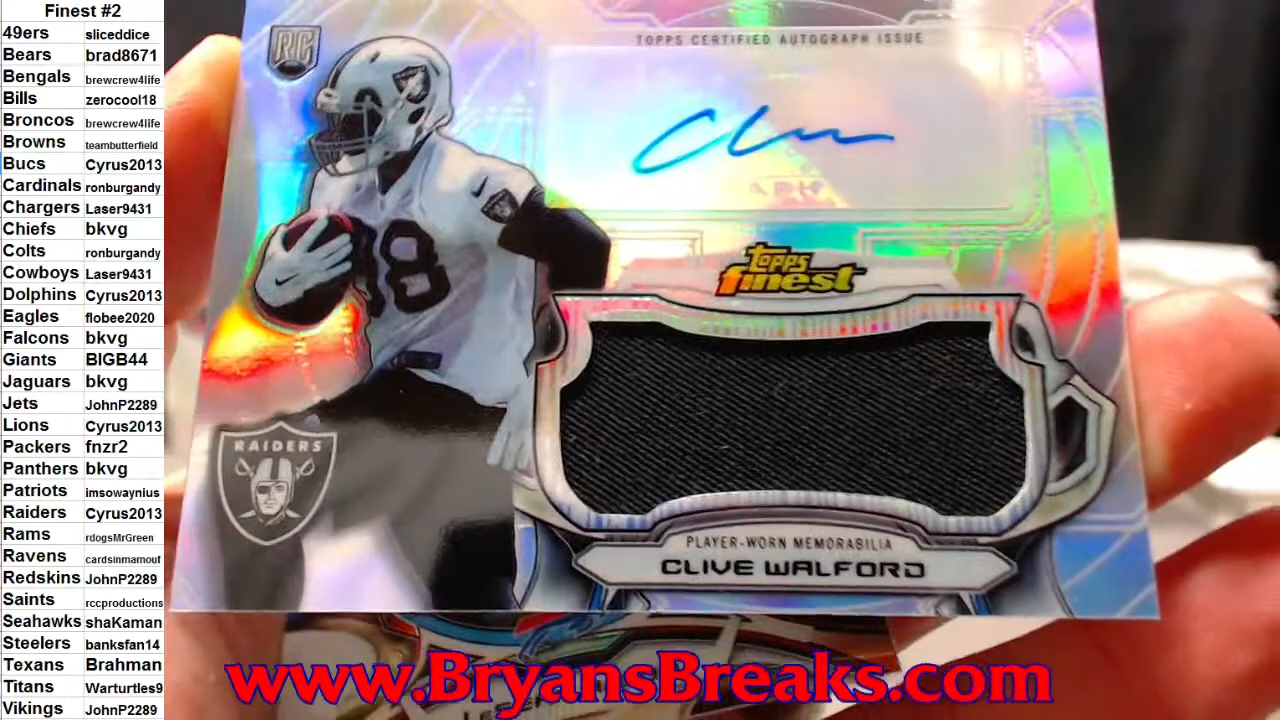 Finest #2
49ers sliceddice
Bears brad8671
Bengals brewcrew4life
Bills zerocool18
Broncos brewcrew4life
Browns teambutterfield
Bucs Cyrus2013
Cardinals ronburgandy
Chargers Laser9431
Chiefs bkvg
Colts ronburgandy
Cowboys Laser9431
Dolphins Cyrus2013
Eagles flobee2020
Falcons bkvg
Giants BIGB44
Jaguars bkvg
Jets JohnP2289
Lions Cyrus2013
Packers fnzr2
Panthers bkvg
Patriots imsowaynius
Raiders Cyrus2013
Rams rdogsMrGreen
Ravens cardsinmamouf
Redskins JohnP2289
Saints rccproductions
Seahawks shaKaman
Steelers banksfan14
Texans Brahman
Titans Warturtles9
Vikings JohnP2289
RC
TOPPS CERTIFIED AUTOGRAPH ISSUE
88
Topps
finest
RAIDERS
PLAYER-WORN MEMORABILIA
CLIVE WALFORD
www.BryansBreaks.com